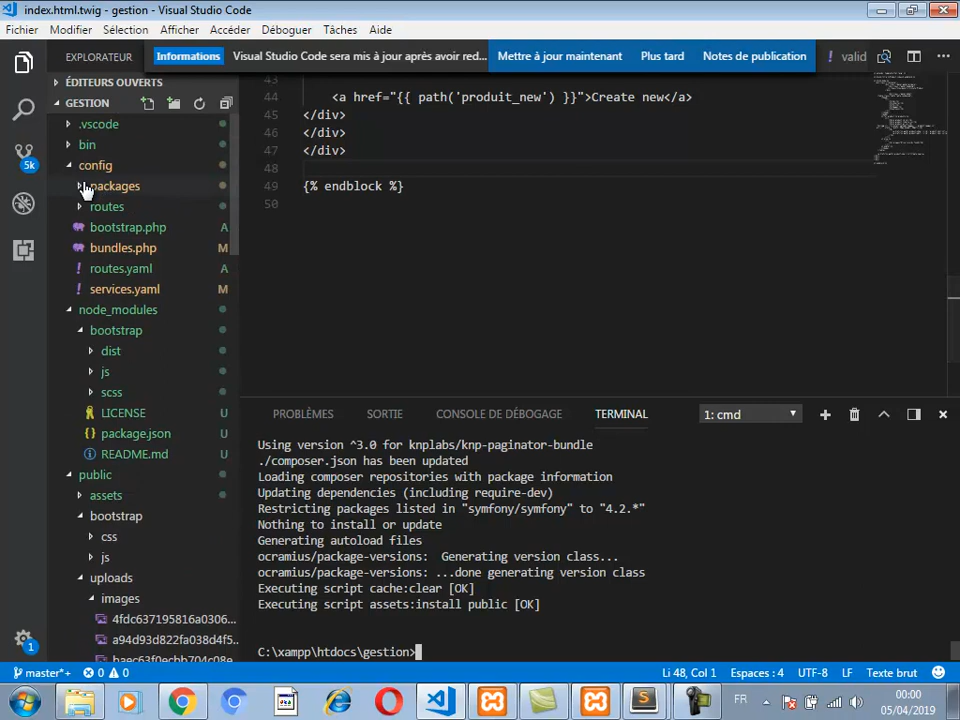 index.html.twig - gestion - Visual Studio Code
Fichier Modifier Sélection Afficher Accéder Déboguer Tâches Aide
EXPLORATEUR
Informations Visual Studio Code sera mis à jour après avoir red... Mettre à jour maintenant Plus tard Notes de publication
! valid
ÉDITEURS OUVERTS
GESTION
.vscode
bin
config
packages
routes
bootstrap.php A
bundles.php M
! routes.yaml A
! services.yaml M
node_modules
bootstrap
dist
js
scss
LICENSE U
{} package.json U
README.md U
public
assets
bootstrap
css
js
uploads
images
4fdc637195816a0306...
a94d93d822fa038d4f5...
baec63f0ecbb704c08e...
5k
1
43
44 <a href="{{ path('produit_new') }}">Create new</a>
45 </div>
46 </div>
47 </div>
48
49 {% endblock %}
50
PROBLÈMES SORTIE CONSOLE DE DÉBOGAGE TERMINAL 1: cmd
Using version ^3.0 for knplabs/knp-paginator-bundle
./composer.json has been updated
Loading composer repositories with package information
Updating dependencies (including require-dev)
Restricting packages listed in "symfony/symfony" to "4.2.*"
Nothing to install or update
Generating autoload files
ocramius/package-versions:  Generating version class...
ocramius/package-versions: ...done generating version class
Executing script cache:clear [OK]
Executing script assets:install public [OK]
C:\xampp\htdocs\gestion>
master*+ 0 0 Li 48, Col 1 Espaces : 4 UTF-8 LF Texte brut
FR 00:00
05/04/2019